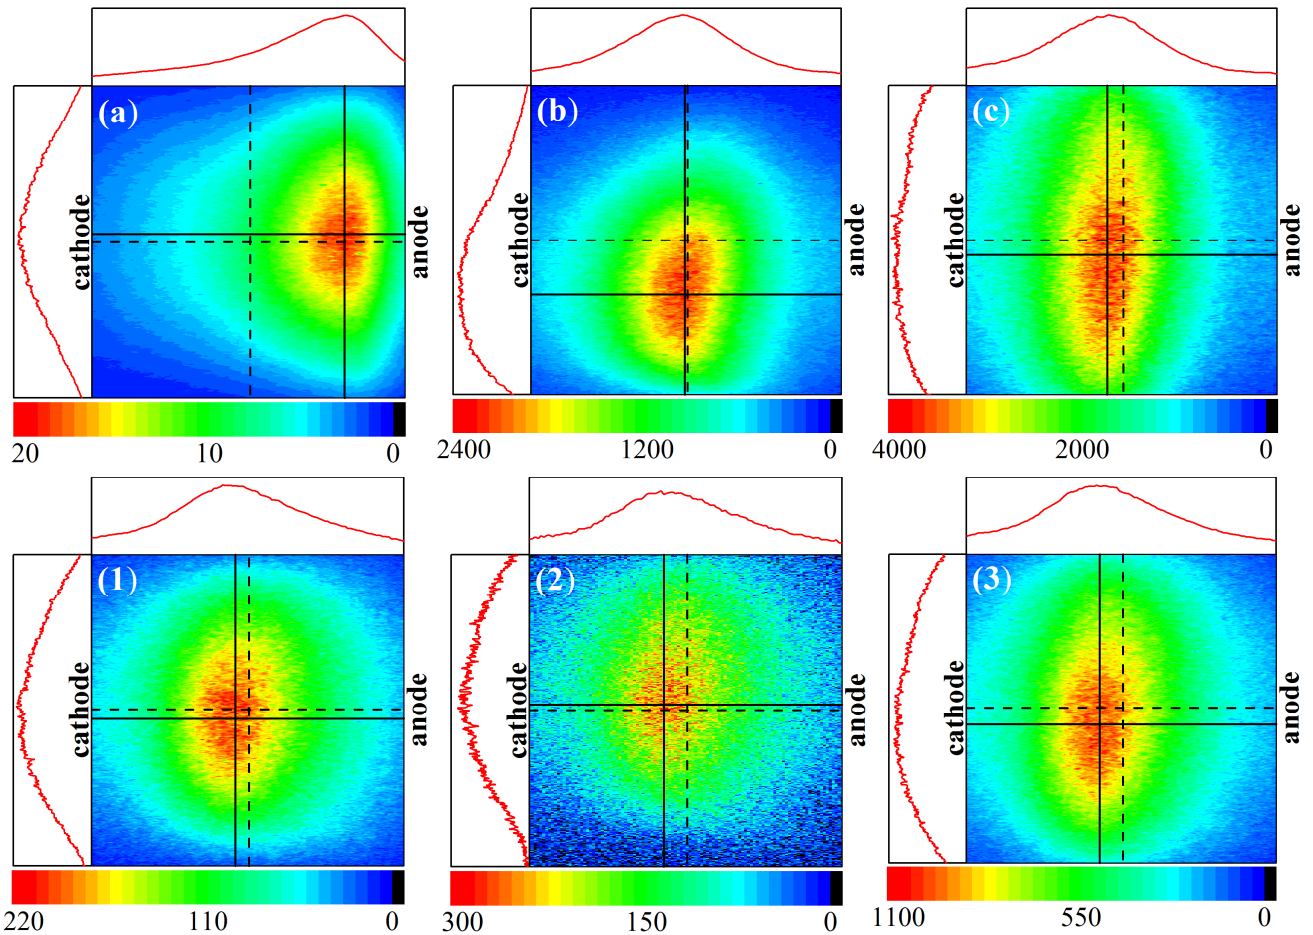 (a)
cathode
anode
20 10 0
(b)
cathode
anode
2400 1200 0
(c)
cathode
anode
4000 2000 0
(1)
cathode
anode
220 110 0
(2)
cathode
anode
300 150 0
(3)
cathode
anode
1100 550 0